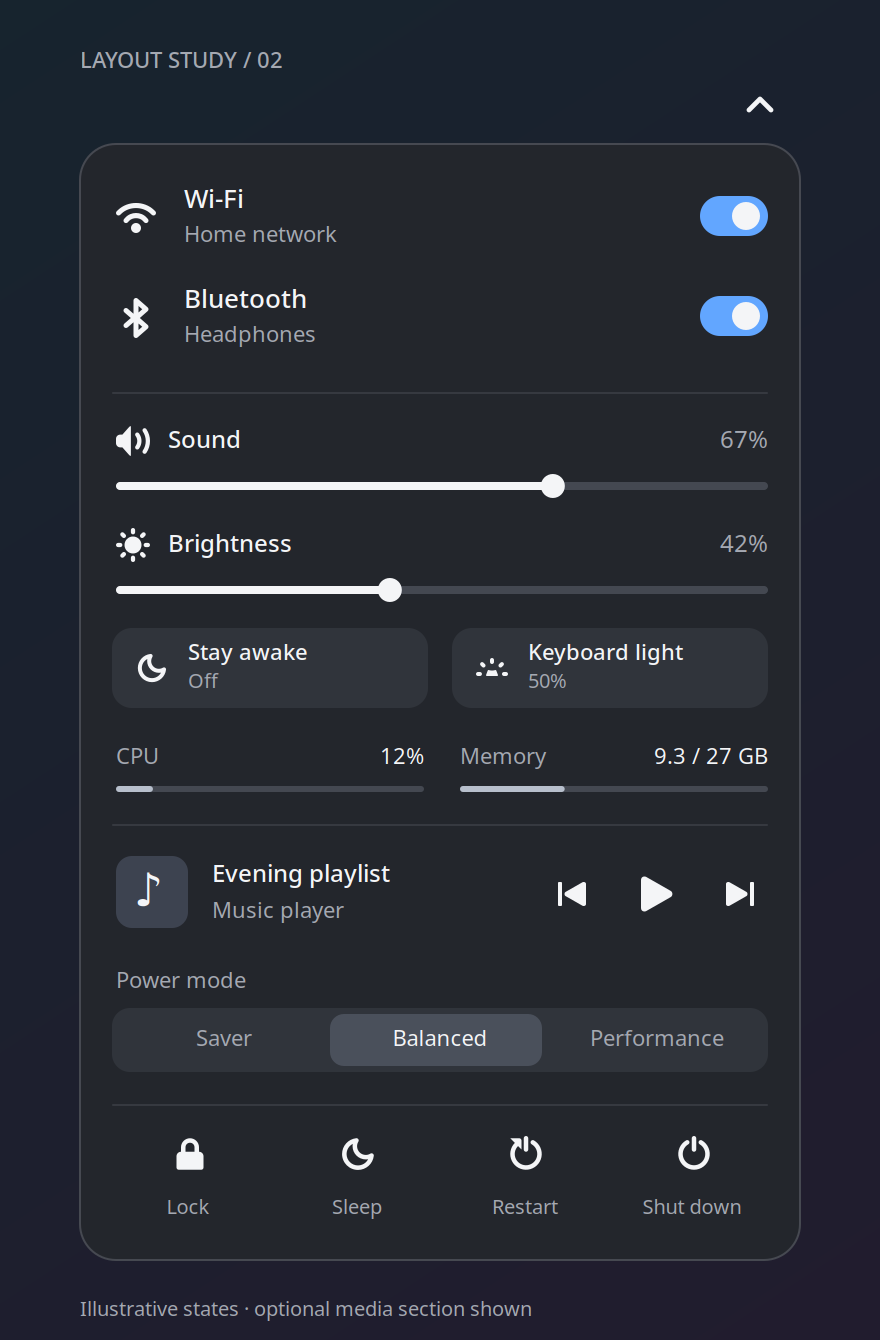 LAYOUT STUDY / 02
Wi-Fi
Home network
Bluetooth
Headphones
Sound 67%
Brightness 42%
Stay awake
Off
Keyboard light
50%
CPU 12%
Memory 9.3 / 27 GB
Evening playlist
Music player
Power mode
Saver Balanced Performance
Lock Sleep Restart Shut down
Illustrative states · optional media section shown